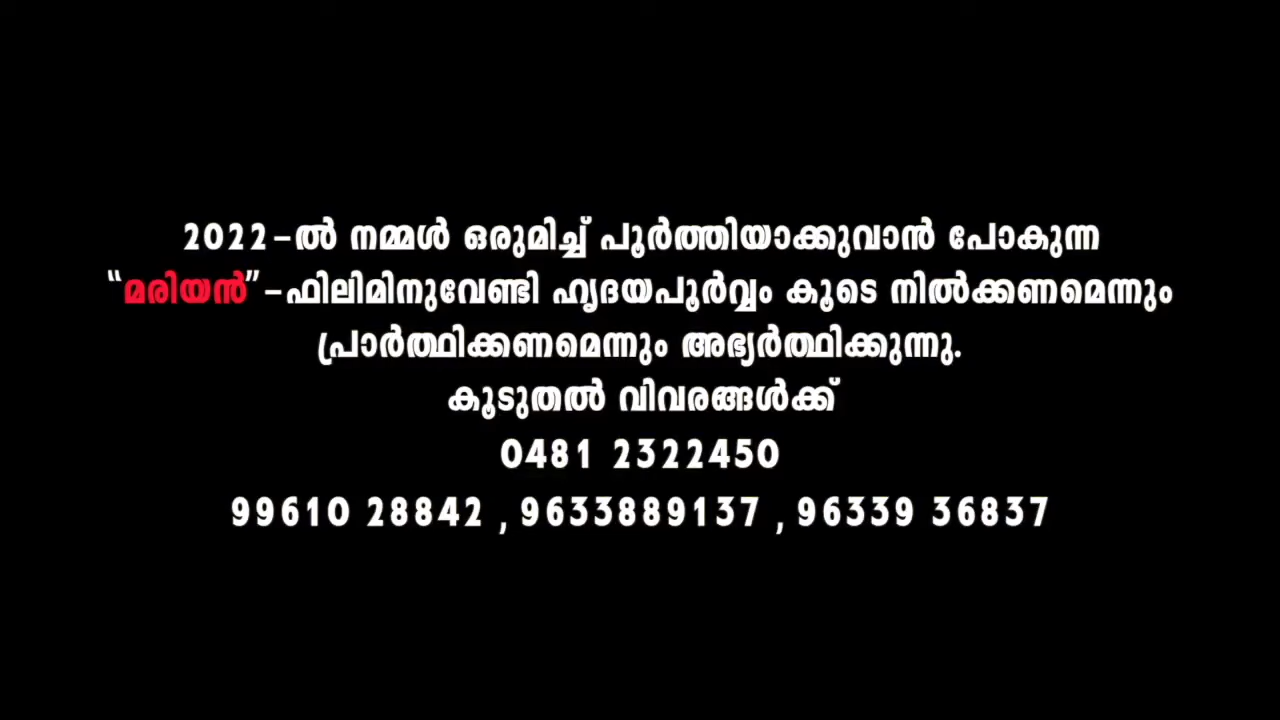 2022-ൽ നമ്മൾ ഒരുമിച്ച് പൂർത്തിയാക്കുവാൻ പോകുന്ന
“മരിയൻ”-ഫിലിമിനുവേണ്ടി ഹൃദയപൂർവ്വം കൂടെ നിൽക്കണമെന്നും
പ്രാർത്ഥിക്കണമെന്നും അഭ്യർത്ഥിക്കുന്നു.
കൂടുതൽ വിവരങ്ങൾക്ക്
0481 2322450
99610 28842 , 9633889137 , 96339 36837